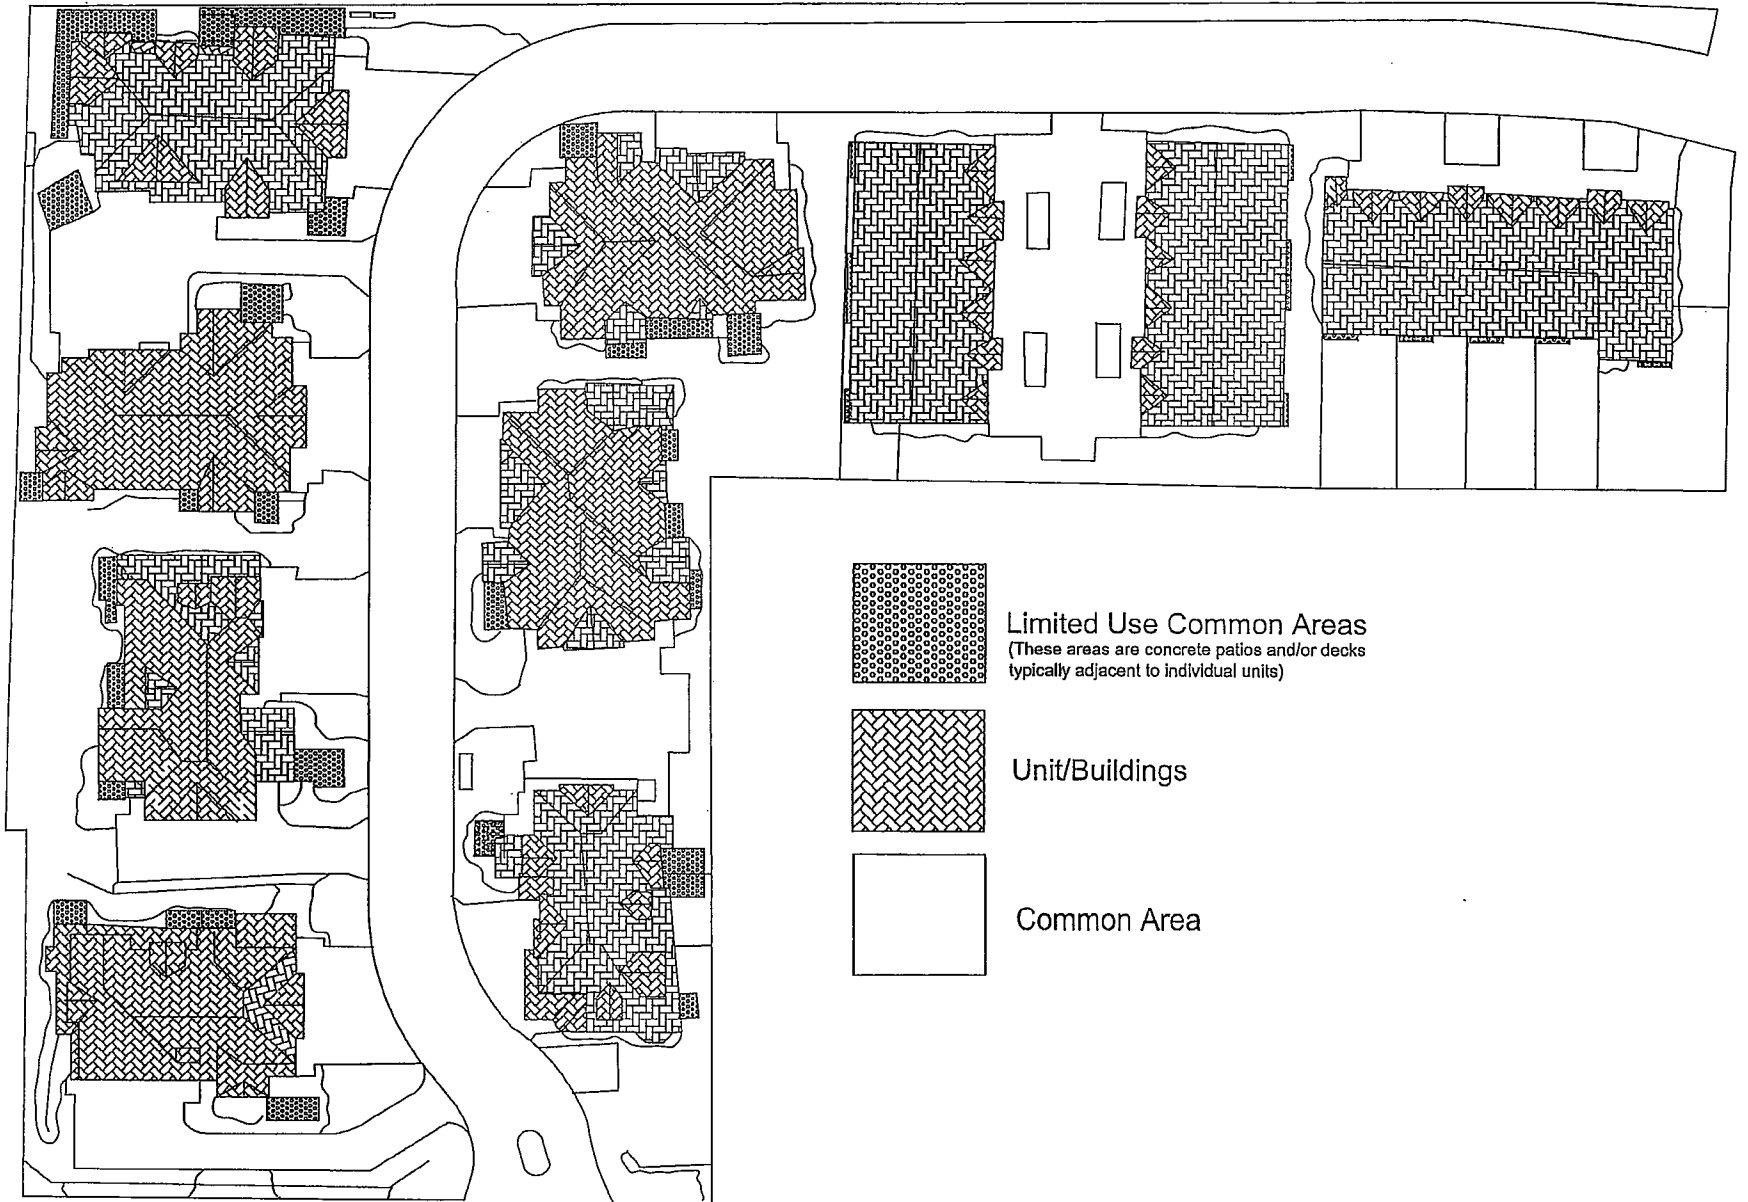 Limited Use Common Areas
(These areas are concrete patios and/or decks
typically adjacent to individual units)
Unit/Buildings
Common Area